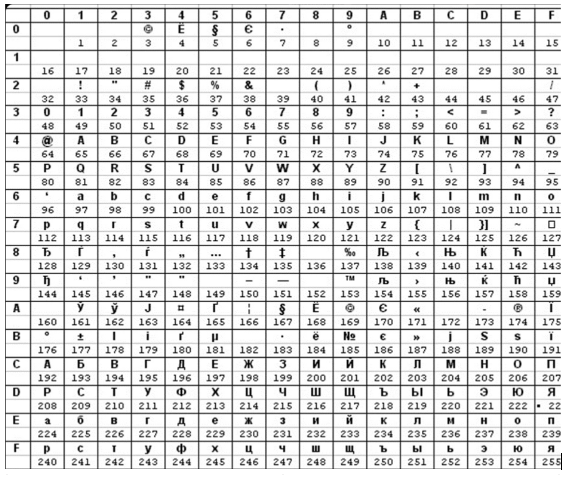 0 1 2 3 4 5 6 7 8 9 A B C D E F
0 © Ё § Є · °
1 2 3 4 5 6 7 8 9 10 11 12 13 14 15
1
16 17 18 19 20 21 22 23 24 25 26 27 28 29 30 31
2 ! " # $ % & ( ) * + /
32 33 34 35 36 37 38 39 40 41 42 43 44 45 46 47
3 0 1 2 3 4 5 6 7 8 9 : ; < = > ?
48 49 50 51 52 53 54 55 56 57 58 59 60 61 62 63
4 @ A B C D E F G H I J K L M N O
64 65 66 67 68 69 70 71 72 73 74 75 76 77 78 79
5 P Q R S T U V W X Y Z [ \ ] ^ _
80 81 82 83 84 85 86 87 88 89 90 91 92 93 94 95
6 ' a b c d e f g h i j k l m n o
96 97 98 99 100 101 102 103 104 105 106 107 108 109 110 111
7 p q r s t u v w x y z { | }] ~ □
112 113 114 115 116 117 118 119 120 121 122 123 124 125 126 127
8 Ђ Ѓ , ѓ „ … † ‡ ‰ Љ ‹ Њ Ќ Ћ Џ
128 129 130 131 132 133 134 135 136 137 138 139 140 141 142 143
9 ђ ‘ ’ “ ” – — ™ љ › њ ќ ћ џ
144 145 146 147 148 149 150 151 152 153 154 155 156 157 158 159
A Ў ў Ј ¤ Ґ ¦ § Ё © Є « - ® Ї
160 161 162 163 164 165 166 167 168 169 170 171 172 173 174 175
B ° ± І і ґ µ · ё № є » ј Ѕ ѕ ї
176 177 178 179 180 181 182 183 184 185 186 187 188 189 190 191
C А Б В Г Д Е Ж З И Й К Л М Н О П
192 193 194 195 196 197 198 199 200 201 202 203 204 205 206 207
D Р С Т У Ф Х Ц Ч Ш Щ Ъ Ы Ь Э Ю Я
208 209 210 211 212 213 214 215 216 217 218 219 220 221 222 ▪ 22
E а б в г д е ж з и й к л м н о п
224 225 226 227 228 229 230 231 232 233 234 235 236 237 238 239
F р с т у ф х ц ч ш щ ъ ы ь э ю я
240 241 242 243 244 245 246 247 248 249 250 251 252 253 254 255